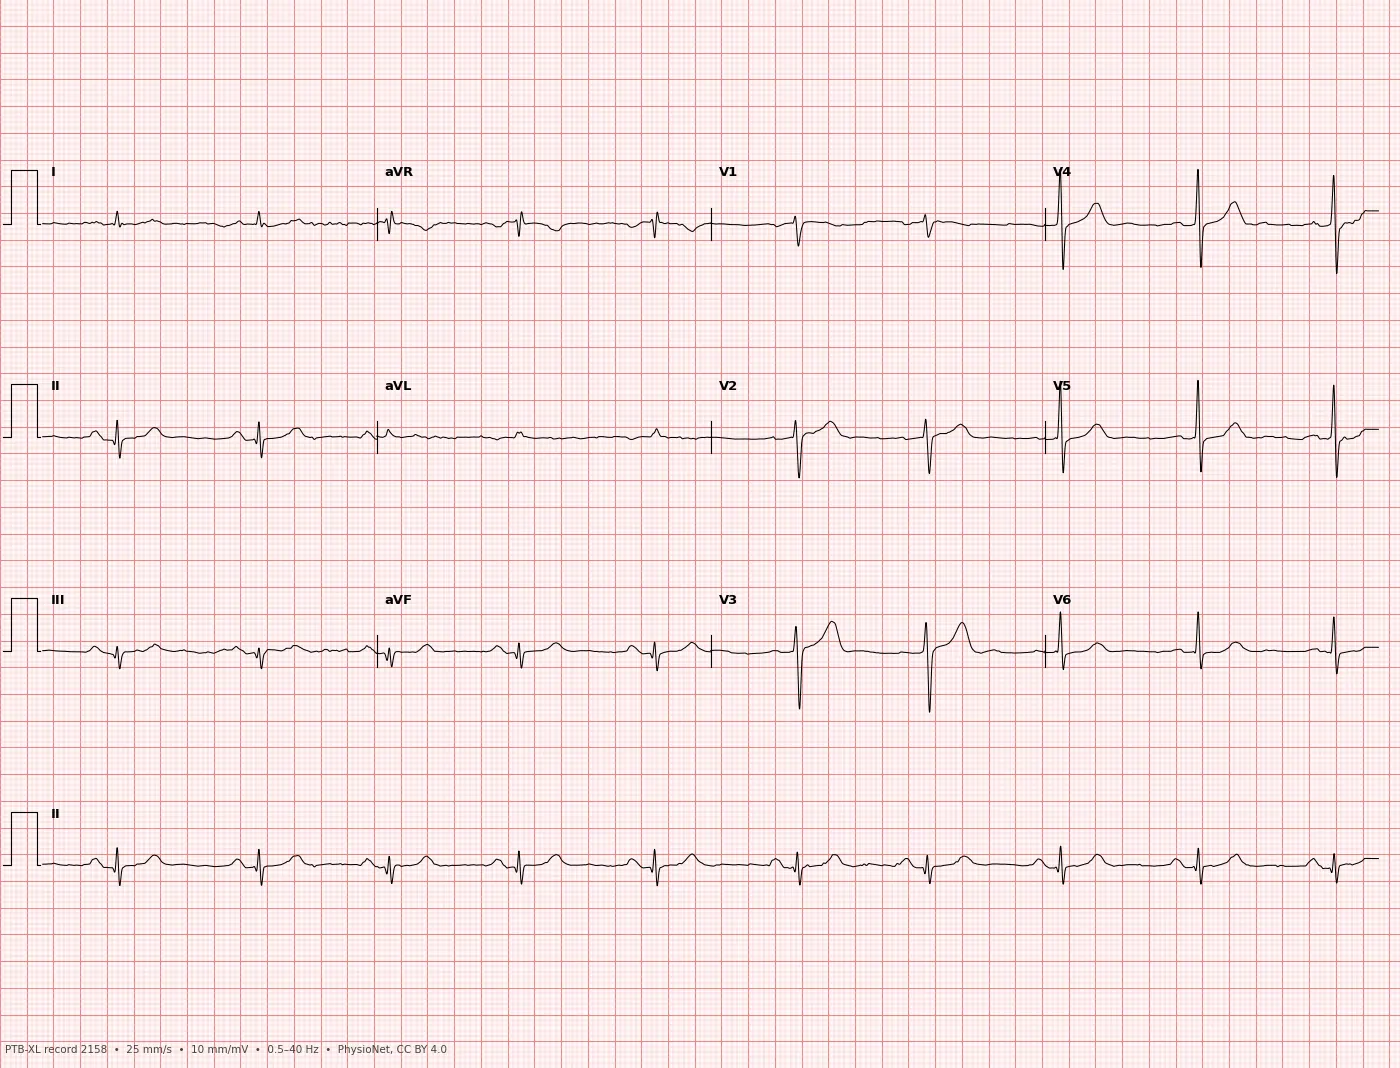 I aVR V1 V4
II aVL V2 V5
III aVF V3 V6
II
PTB-XL record 2158 • 25 mm/s • 10 mm/mV • 0.5–40 Hz • PhysioNet, CC BY 4.0